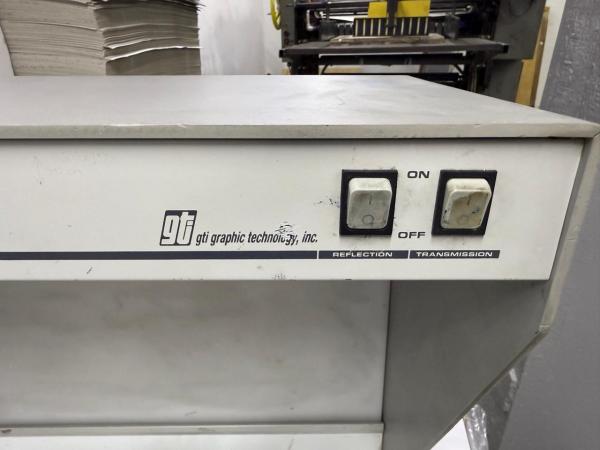 ON
gti gti graphic technology, inc.
OFF
REFLECTION TRANSMISSION